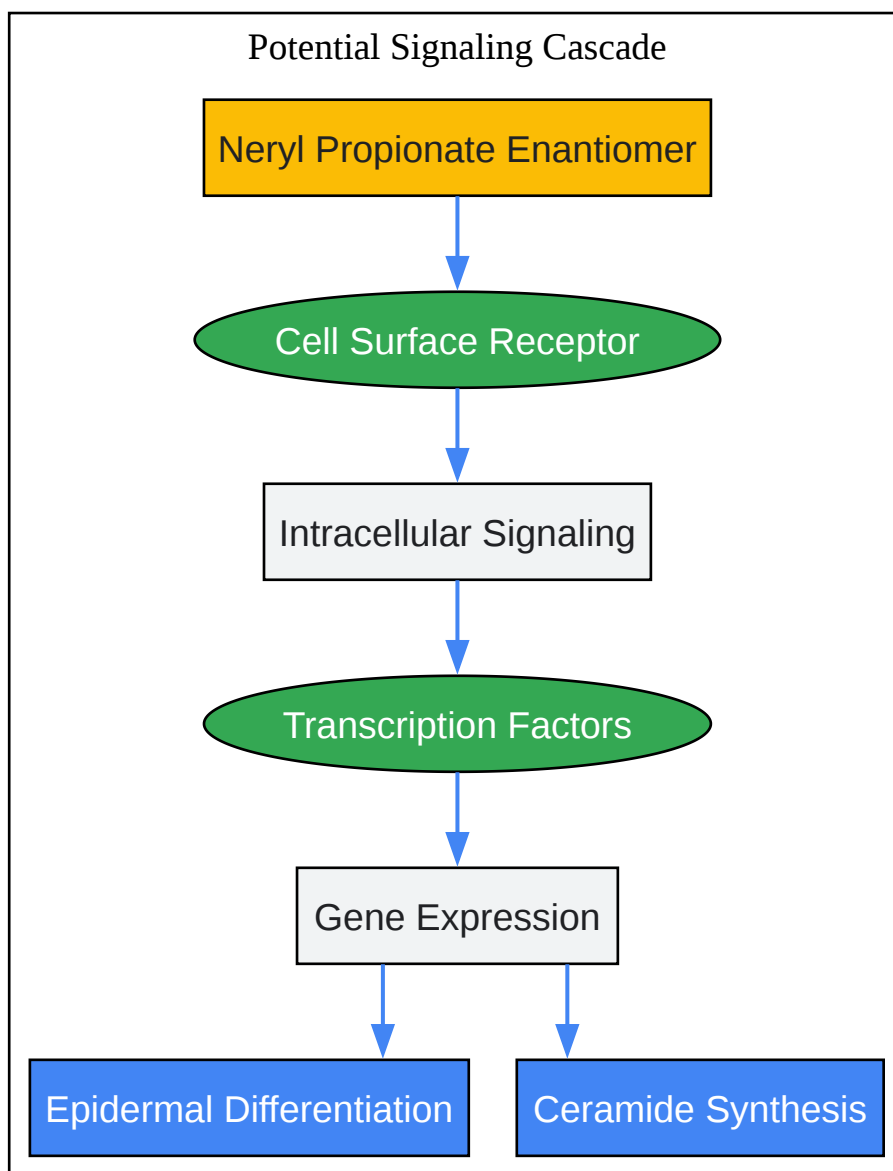 Potential Signaling Cascade
Neryl Propionate Enantiomer
Cell Surface Receptor
Intracellular Signaling
Transcription Factors
Gene Expression
Epidermal Differentiation
Ceramide Synthesis